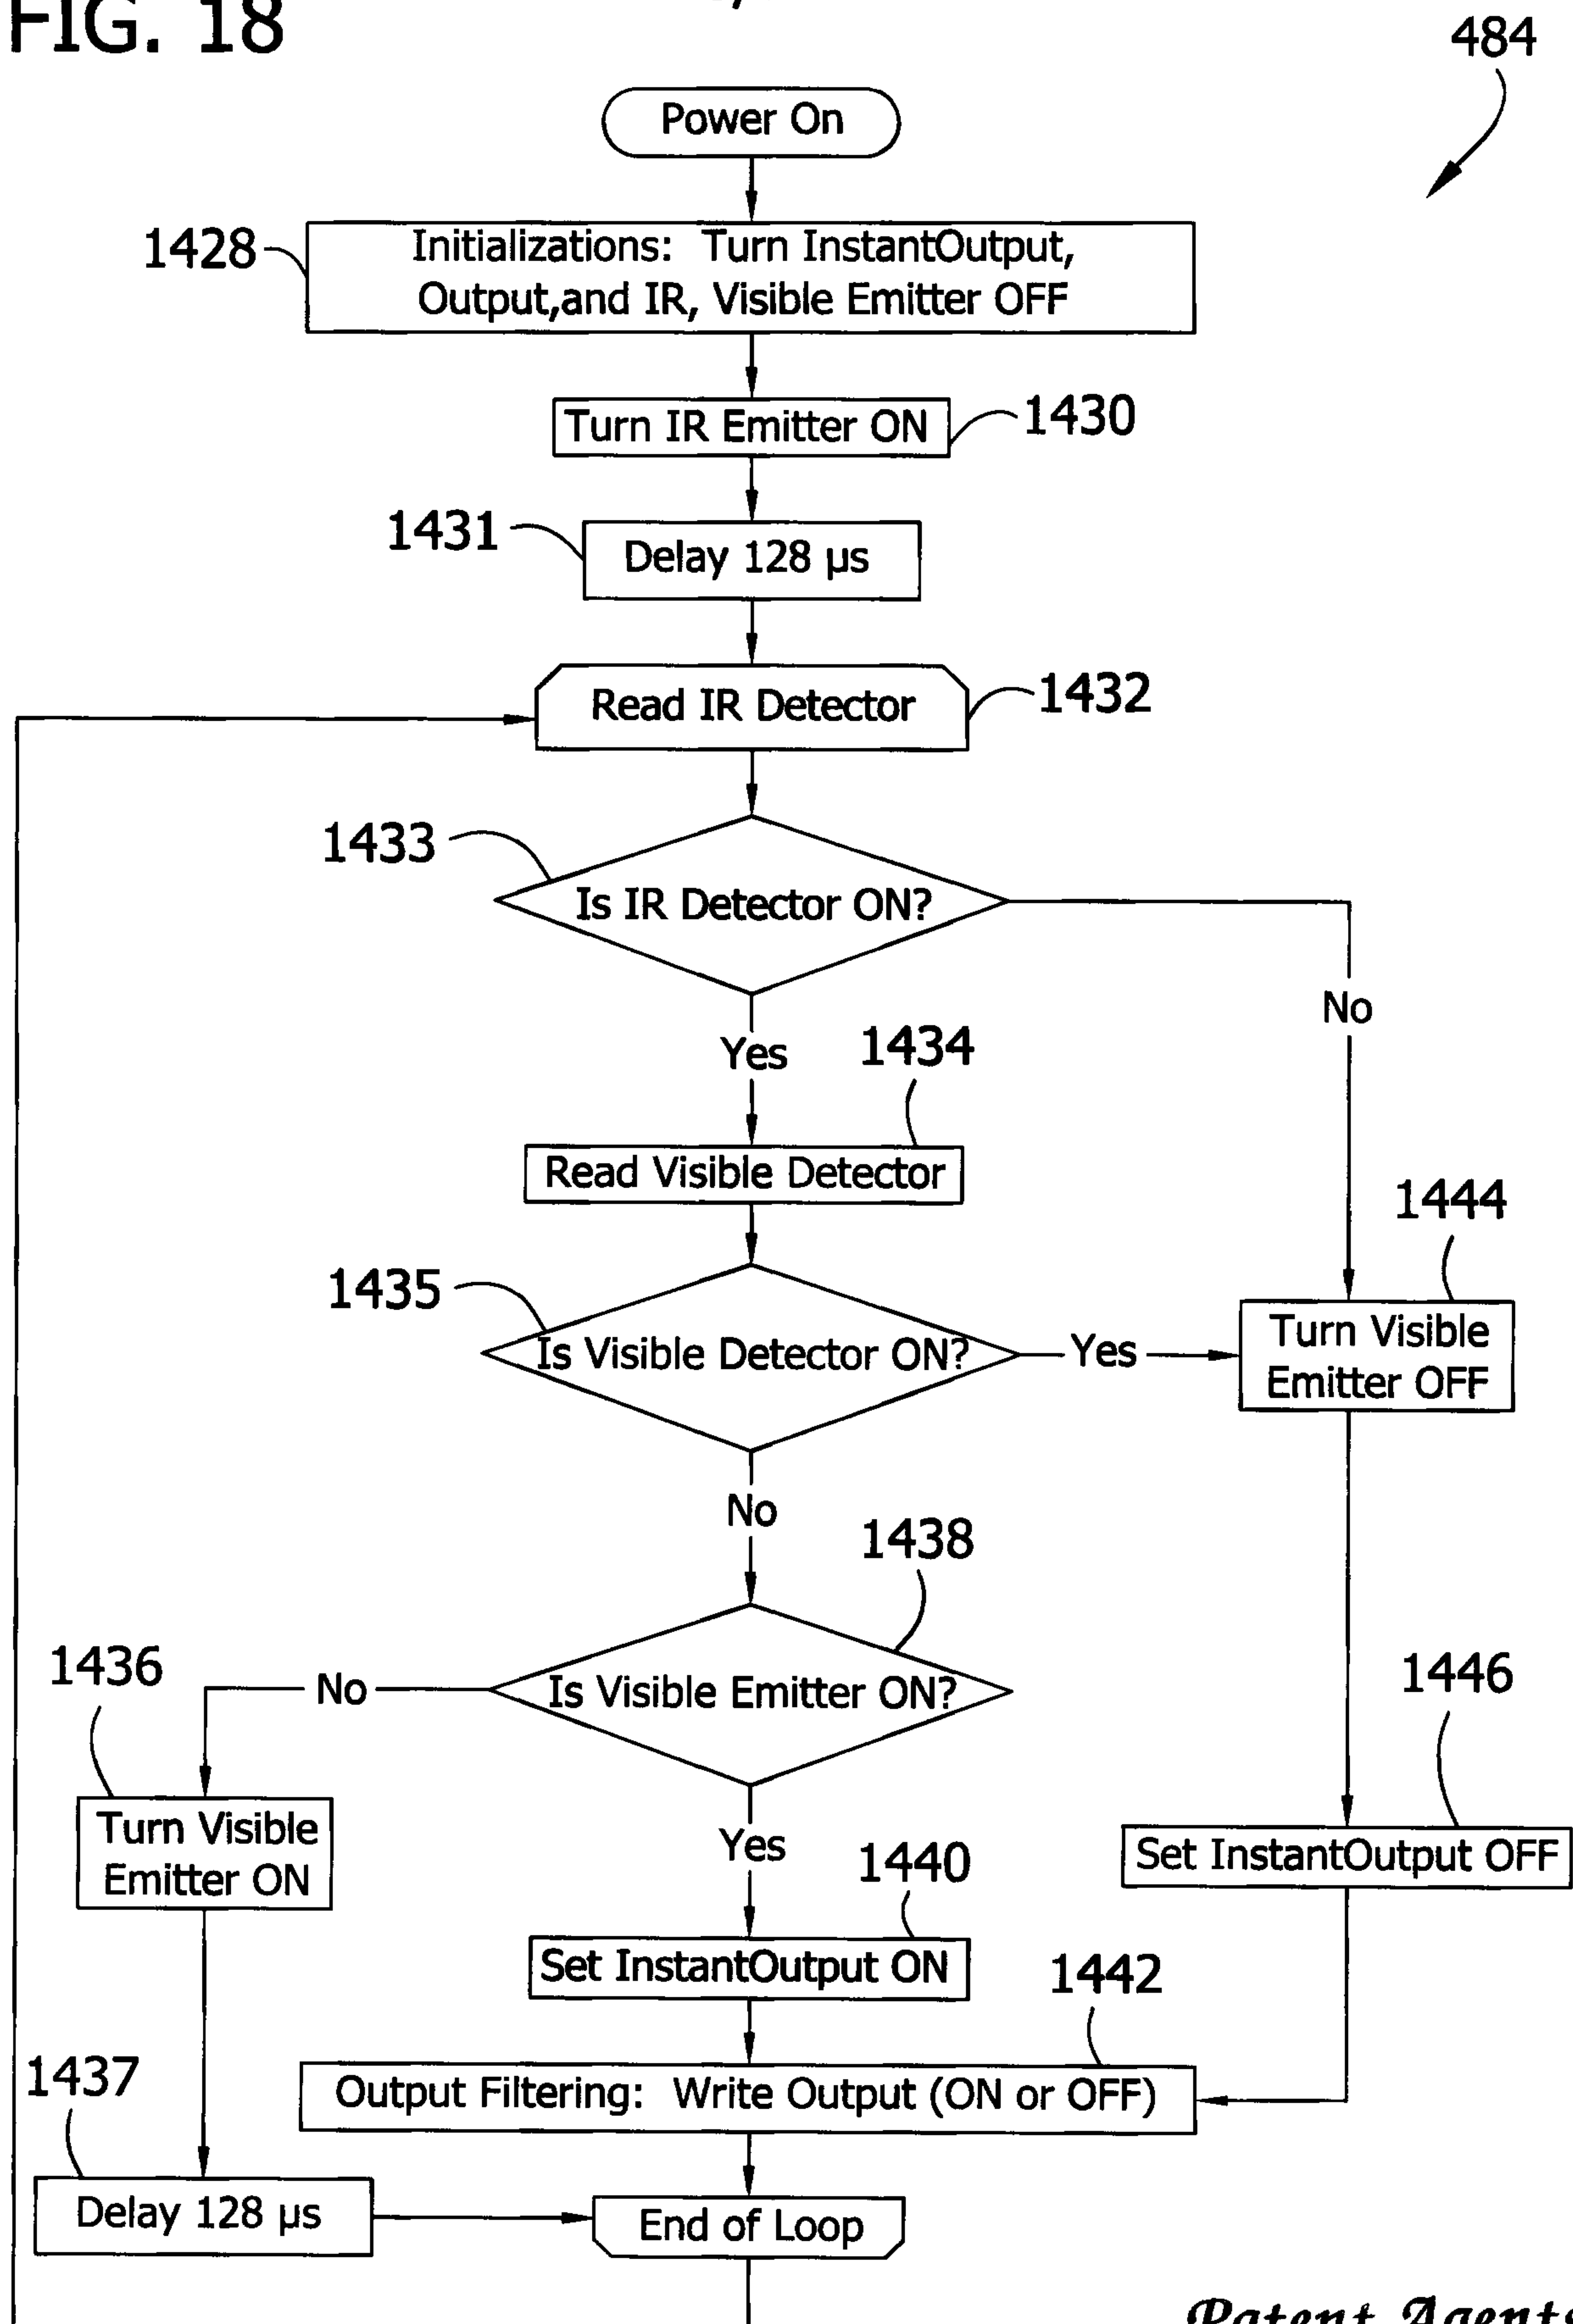 FIG. 18
484
Power On
1428
Initializations: Turn InstantOutput,
Output,and IR, Visible Emitter OFF
Turn IR Emitter ON
1430
1431
Delay 128 µs
Read IR Detector
1432
1433
Is IR Detector ON?
No
Yes
1434
Read Visible Detector
1444
1435
Is Visible Detector ON?
Yes
Turn Visible
Emitter OFF
No
1438
1436
No
Is Visible Emitter ON?
1446
Turn Visible
Emitter ON
Yes
1440
Set InstantOutput OFF
Set InstantOutput ON
1442
1437
Output Filtering: Write Output (ON or OFF)
Delay 128 µs
End of Loop
Patent Agents